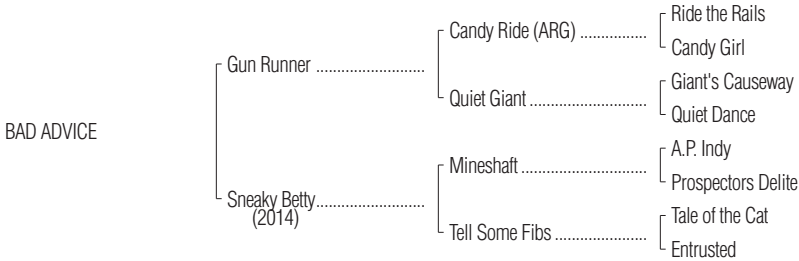 Ride the Rails
Candy Ride (ARG) ................
Candy Girl
Gun Runner .........................
Giant's Causeway
Quiet Giant ...........................
Quiet Dance
BAD ADVICE
A.P. Indy
Mineshaft .............................
Prospectors Delite
Sneaky Betty.........................
(2014)
Tale of the Cat
Tell Some Fibs .....................
Entrusted